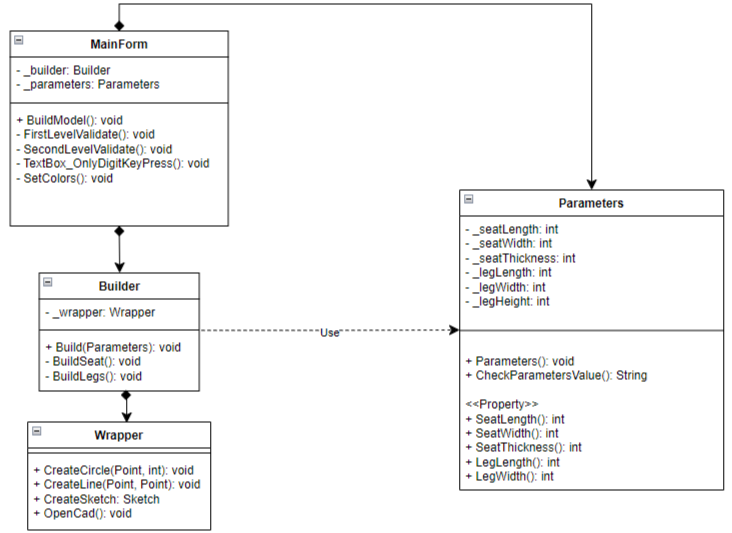 MainForm
- _builder: Builder
- _parameters: Parameters
+ BuildModel(): void
- FirstLevelValidate(): void
- SecondLevelValidate(): void
- TextBox_OnlyDigitKeyPress(): void
- SetColors(): void
Builder
- _wrapper: Wrapper
+ Build(Parameters): void
- BuildSeat(): void
- BuildLegs(): void
Wrapper
+ CreateCircle(Point, int): void
+ CreateLine(Point, Point): void
+ CreateSketch: Sketch
+ OpenCad(): void
Use
Parameters
- _seatLength: int
- _seatWidth: int
- _seatThickness: int
- _legLength: int
- _legWidth: int
- _legHeight: int
+ Parameters(): void
+ CheckParametersValue(): String
<<Property>>
+ SeatLength(): int
+ SeatWidth(): int
+ SeatThickness(): int
+ LegLength(): int
+ LegWidth(): int